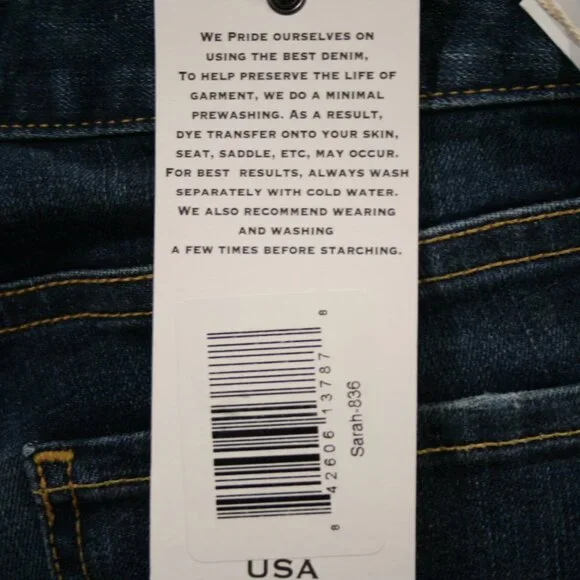 We Pride ourselves on
using the best denim,
To help preserve the life of
garment, we do a minimal
prewashing. As a result,
dye transfer onto your skin,
seat, saddle, etc, may occur.
For best results, always wash
separately with cold water.
We also recommend wearing
and washing
a few times before starching.
8 42606 13787 8
Sarah-836
USA